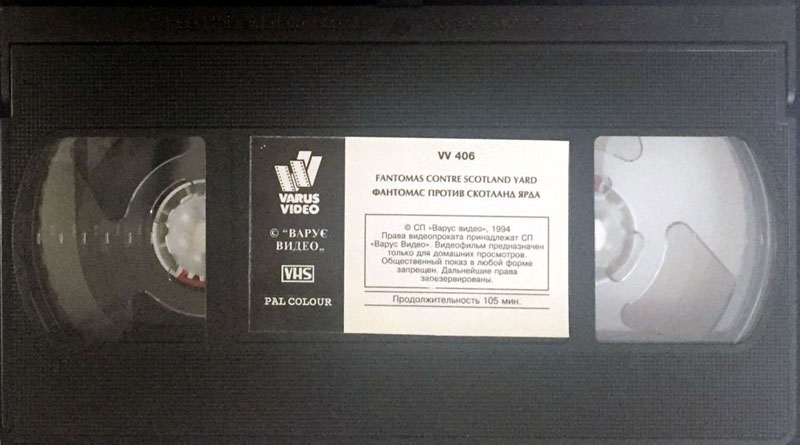 VARUS
VIDEO
© "ВАРУЄ
ВИДЕО„
VHS
PAL COLOUR
VV 406
FANTOMAS CONTRE SCOTLAND YARD
ФАНТОМАС ПРОТИВ СКОТЛАНД ЯРДА
© СП «Варус видео», 1994
Права видеопроката принадлежат СП
«Варус Видео». Видеофильм предназначен
только для домашних просмотров.
Общественный показ в любой форме
запрещен. Дальнейшие права
зарезервированы.
Продолжительность 105 мин.